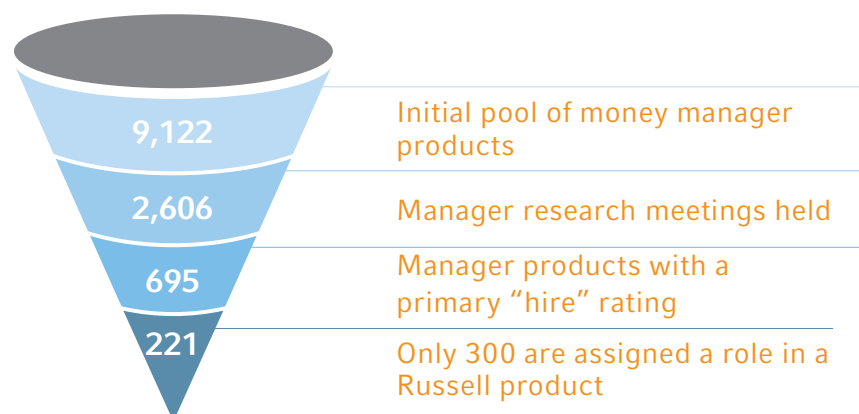 9,122
Initial pool of money manager
products
2,606
Manager research meetings held
695
Manager products with a
primary “hire” rating
221
Only 300 are assigned a role in a
Russell product